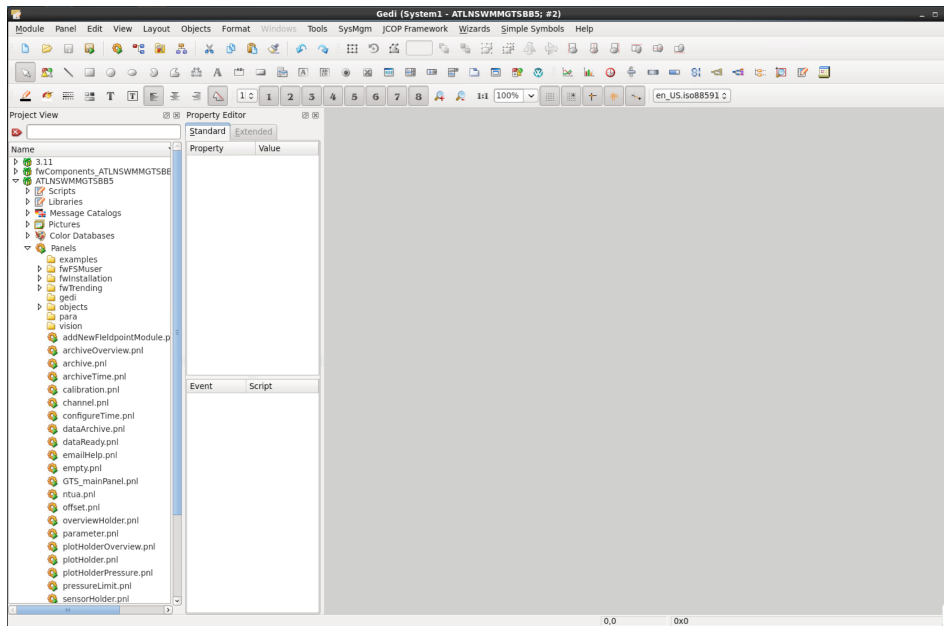 Gedi (System1 - ATLNSWMMGTSBB5; #2)
Module Panel Edit View Layout Objects Format Windows Tools SysMgm JCOP Framework Wizards Simple Symbols Help
1 1 2 3 4 5 6 7 8 1:1 100% en_US.iso88591
Project View
Property Editor
Standard Extended
Name
Property Value
3.11
fwComponents_ATLNSWMMGTSBB
ATLNSWMMGTSBB5
Scripts
Libraries
Message Catalogs
Pictures
Color Databases
Panels
examples
fwFSMuser
fwInstallation
fwTrending
gedi
objects
para
vision
addNewFIeldpointModule.p
archiveOverview.pnl
archive.pnl
archiveTime.pnl
calibration.pnl
channel.pnl
configureTime.pnl
dataArchive.pnl
dataReady.pnl
emailHelp.pnl
empty.pnl
GTS_mainPanel.pnl
ntua.pnl
offset.pnl
overviewHolder.pnl
parameter.pnl
plotHolderOverview.pnl
plotHolder.pnl
plotHolderPressure.pnl
pressureLimit.pnl
sensorHolder.pnl
Event Script
0,0 0x0